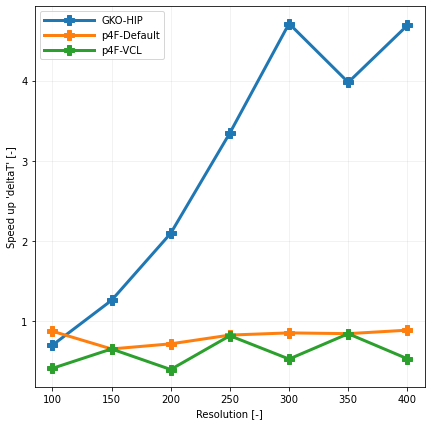 GKO-HIP
p4F-Default
p4F-VCL
Speed up 'deltaT' [-]
4
3
2
1
100 150 200 250 300 350 400
Resolution [-]